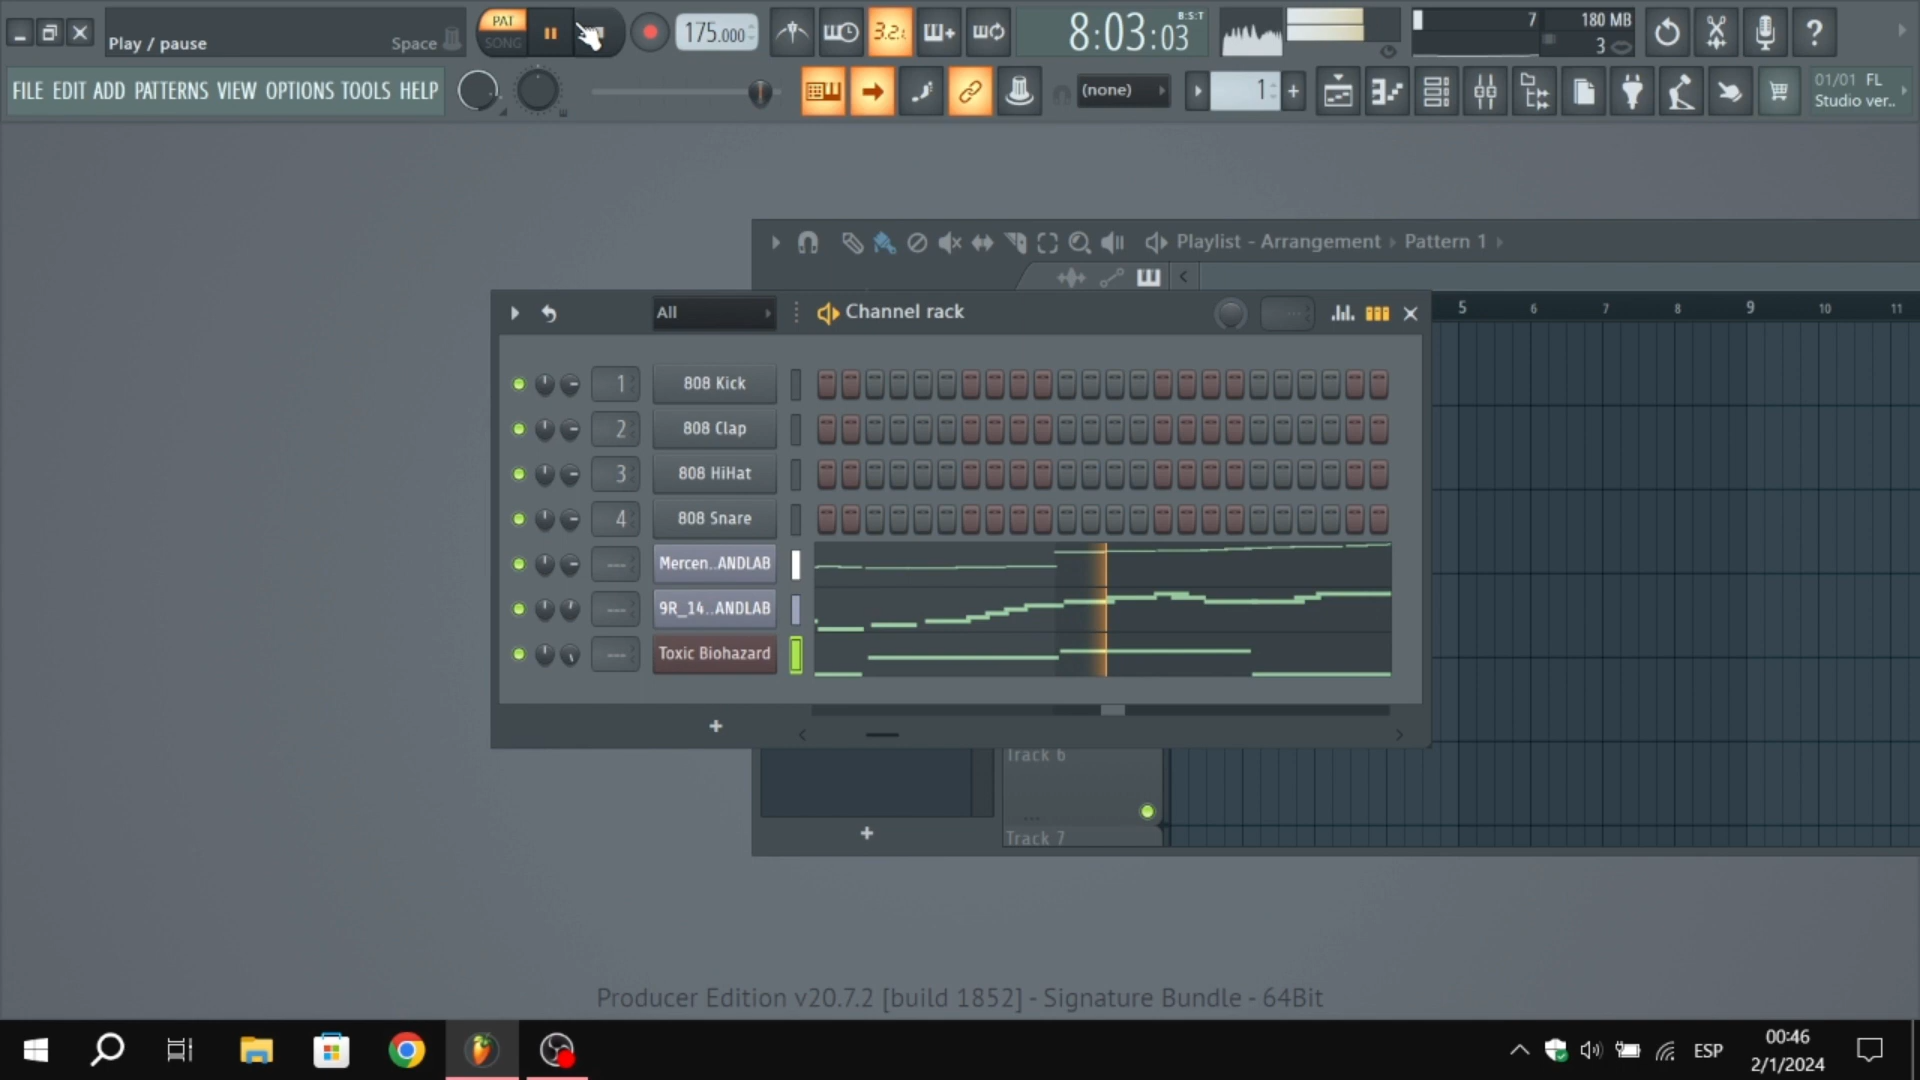 Play / pause
Space
PAT
SONG
175.000
3.2.
8:03:03
B:S:T
7
180 MB
3
FILE EDIT ADD PATTERNS VIEW OPTIONS TOOLS HELP
(none)
1
01/01 FL
Studio ver..
Playlist - Arrangement
Pattern 1
All
Channel rack
5 6 7 8 9 10 11
1 808 Kick
2 808 Clap
3 808 HiHat
4 808 Snare
--- Mercen..ANDLAB
--- 9R_14..ANDLAB
--- Toxic Biohazard
Track 6
Track 7
Producer Edition v20.7.2 [build 1852] - Signature Bundle - 64Bit
ESP
00:46
2/1/2024